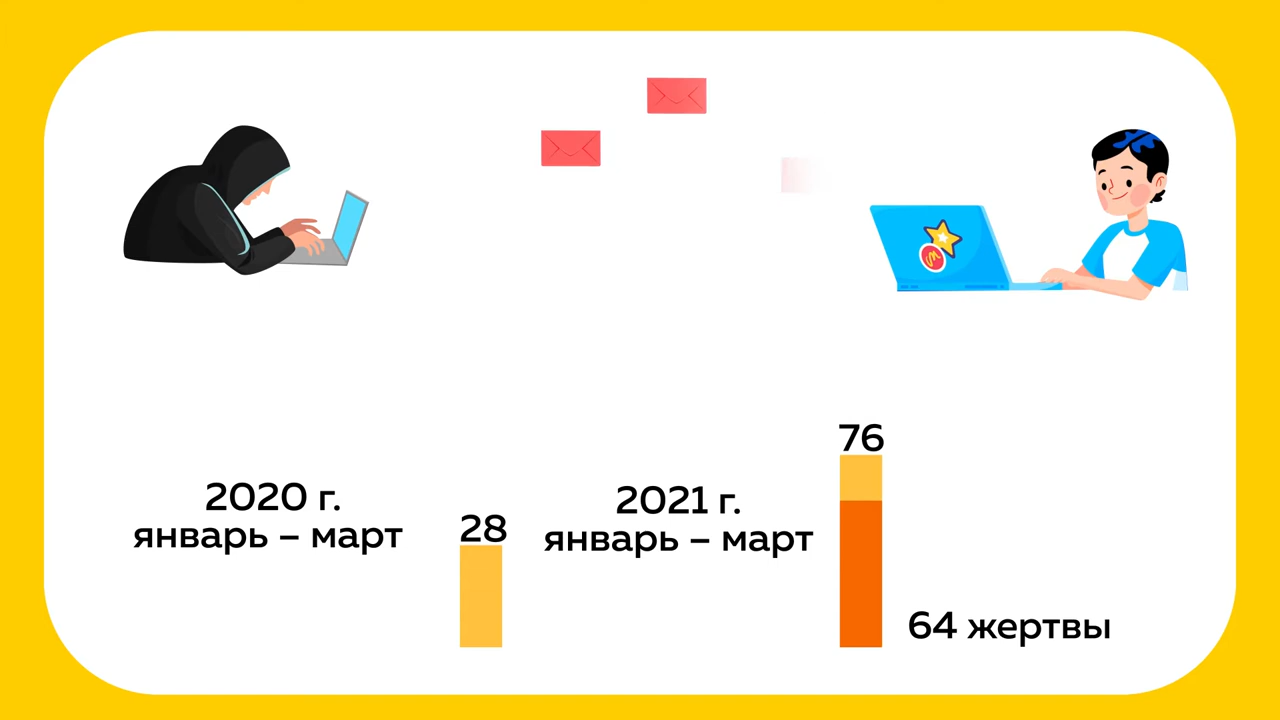 2020 г.
январь – март
28
2021 г.
январь – март
76
64 жертвы